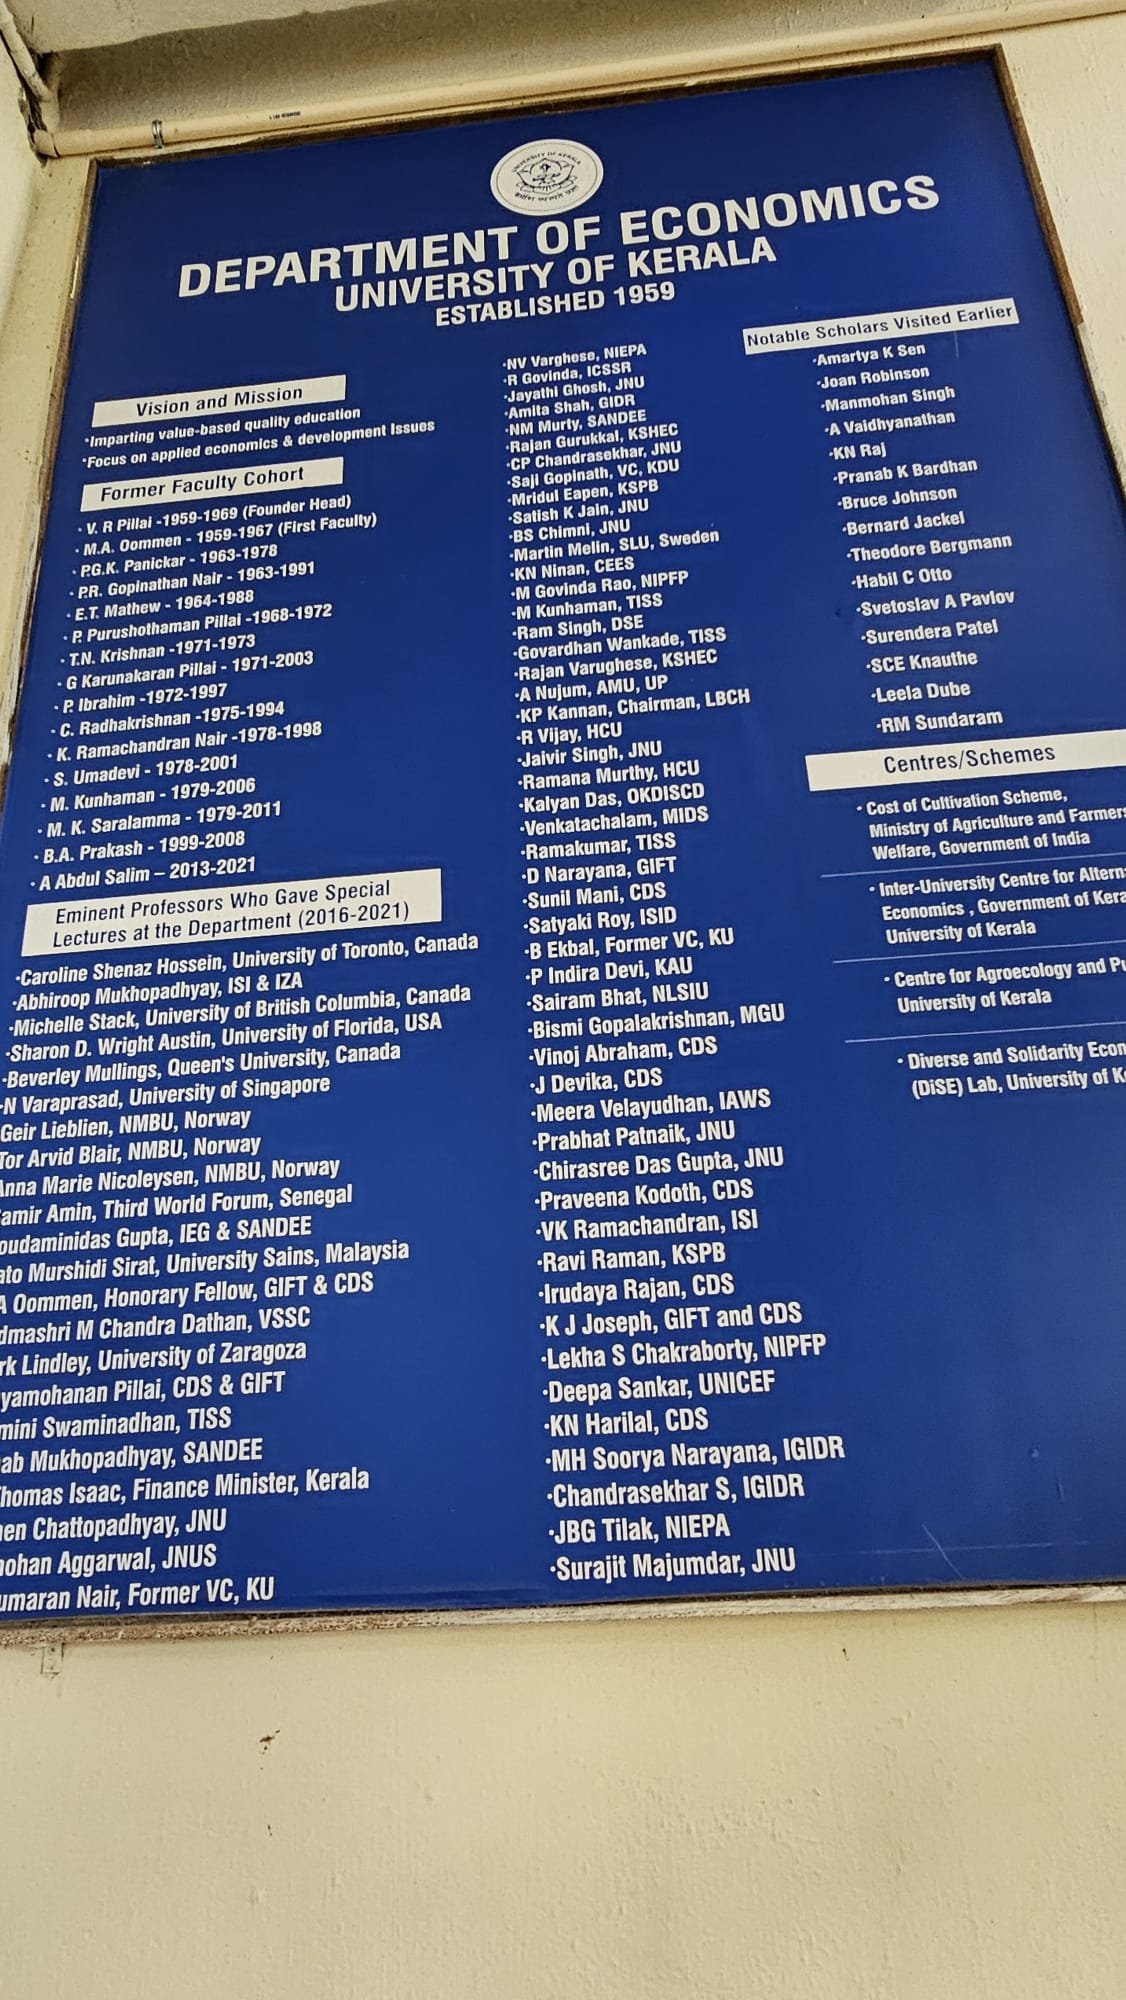 UNIVERSITY OF KERALA
DEPARTMENT OF ECONOMICS
UNIVERSITY OF KERALA
ESTABLISHED 1959
Vision and Mission
•Imparting value-based quality education
•Focus on applied economics & development Issues
Former Faculty Cohort
• V. R Pillai -1959-1969 (Founder Head)
• M.A. Oommen - 1959-1967 (First Faculty)
• P.G.K. Panickar - 1963-1978
• P.R. Gopinathan Nair - 1963-1991
• E.T. Mathew - 1964-1988
• P. Purushothaman Pillai -1968-1972
• T.N. Krishnan -1971-1973
• G Karunakaran Pillai - 1971-2003
• P. Ibrahim -1972-1997
• C. Radhakrishnan -1975-1994
• K. Ramachandran Nair -1978-1998
• S. Umadevi - 1978-2001
• M. Kunhaman - 1979-2006
• M. K. Saralamma - 1979-2011
• B.A. Prakash - 1999-2008
• A Abdul Salim – 2013-2021
Eminent Professors Who Gave Special
Lectures at the Department (2016-2021)
•Caroline Shenaz Hossein, University of Toronto, Canada
•Abhiroop Mukhopadhyay, ISI & IZA
•Michelle Stack, University of British Columbia, Canada
•Sharon D. Wright Austin, University of Florida, USA
•Beverley Mullings, Queen's University, Canada
•N Varaprasad, University of Singapore
Geir Lieblien, NMBU, Norway
Tor Arvid Blair, NMBU, Norway
Anna Marie Nicoleysen, NMBU, Norway
amir Amin, Third World Forum, Senegal
oudaminidas Gupta, IEG & SANDEE
ato Murshidi Sirat, University Sains, Malaysia
A Oommen, Honorary Fellow, GIFT & CDS
dmashri M Chandra Dathan, VSSC
rk Lindley, University of Zaragoza
yamohanan Pillai, CDS & GIFT
mini Swaminadhan, TISS
ab Mukhopadhyay, SANDEE
homas Isaac, Finance Minister, Kerala
en Chattopadhyay, JNU
ohan Aggarwal, JNUS
umaran Nair, Former VC, KU
•NV Varghese, NIEPA
•R Govinda, ICSSR
•Jayathi Ghosh, JNU
•Amita Shah, GIDR
•NM Murty, SANDEE
•Rajan Gurukkal, KSHEC
•CP Chandrasekhar, JNU
•Saji Gopinath, VC, KDU
•Mridul Eapen, KSPB
•Satish K Jain, JNU
•BS Chimni, JNU
•Martin Melin, SLU, Sweden
•KN Ninan, CEES
•M Govinda Rao, NIPFP
•M Kunhaman, TISS
•Ram Singh, DSE
•Govardhan Wankade, TISS
•Rajan Varughese, KSHEC
•A Nujum, AMU, UP
•KP Kannan, Chairman, LBCH
•R Vijay, HCU
•Jaivir Singh, JNU
•Ramana Murthy, HCU
•Kalyan Das, OKDISCD
•Venkatachalam, MIDS
•Ramakumar, TISS
•D Narayana, GIFT
•Sunil Mani, CDS
•Satyaki Roy, ISID
•B Ekbal, Former VC, KU
•P Indira Devi, KAU
•Sairam Bhat, NLSIU
•Bismi Gopalakrishnan, MGU
•Vinoj Abraham, CDS
•J Devika, CDS
•Meera Velayudhan, IAWS
•Prabhat Patnaik, JNU
•Chirasree Das Gupta, JNU
•Praveena Kodoth, CDS
•VK Ramachandran, ISI
•Ravi Raman, KSPB
•Irudaya Rajan, CDS
•K J Joseph, GIFT and CDS
•Lekha S Chakraborty, NIPFP
•Deepa Sankar, UNICEF
•KN Harilal, CDS
•MH Soorya Narayana, IGIDR
•Chandrasekhar S, IGIDR
•JBG Tilak, NIEPA
•Surajit Majumdar, JNU
Notable Scholars Visited Earlier
•Amartya K Sen
•Joan Robinson
•Manmohan Singh
•A Vaidhyanathan
•KN Raj
•Pranab K Bardhan
•Bruce Johnson
•Bernard Jackel
•Theodore Bergmann
•Habil C Otto
•Svetoslav A Pavlov
•Surendera Patel
•SCE Knauthe
•Leela Dube
•RM Sundaram
Centres/Schemes
• Cost of Cultivation Scheme,
Ministry of Agriculture and Farmers
Welfare, Government of India
• Inter-University Centre for Altern
Economics , Government of Kera
University of Kerala
• Centre for Agroecology and Pu
University of Kerala
• Diverse and Solidarity Econ
(DiSE) Lab, University of K